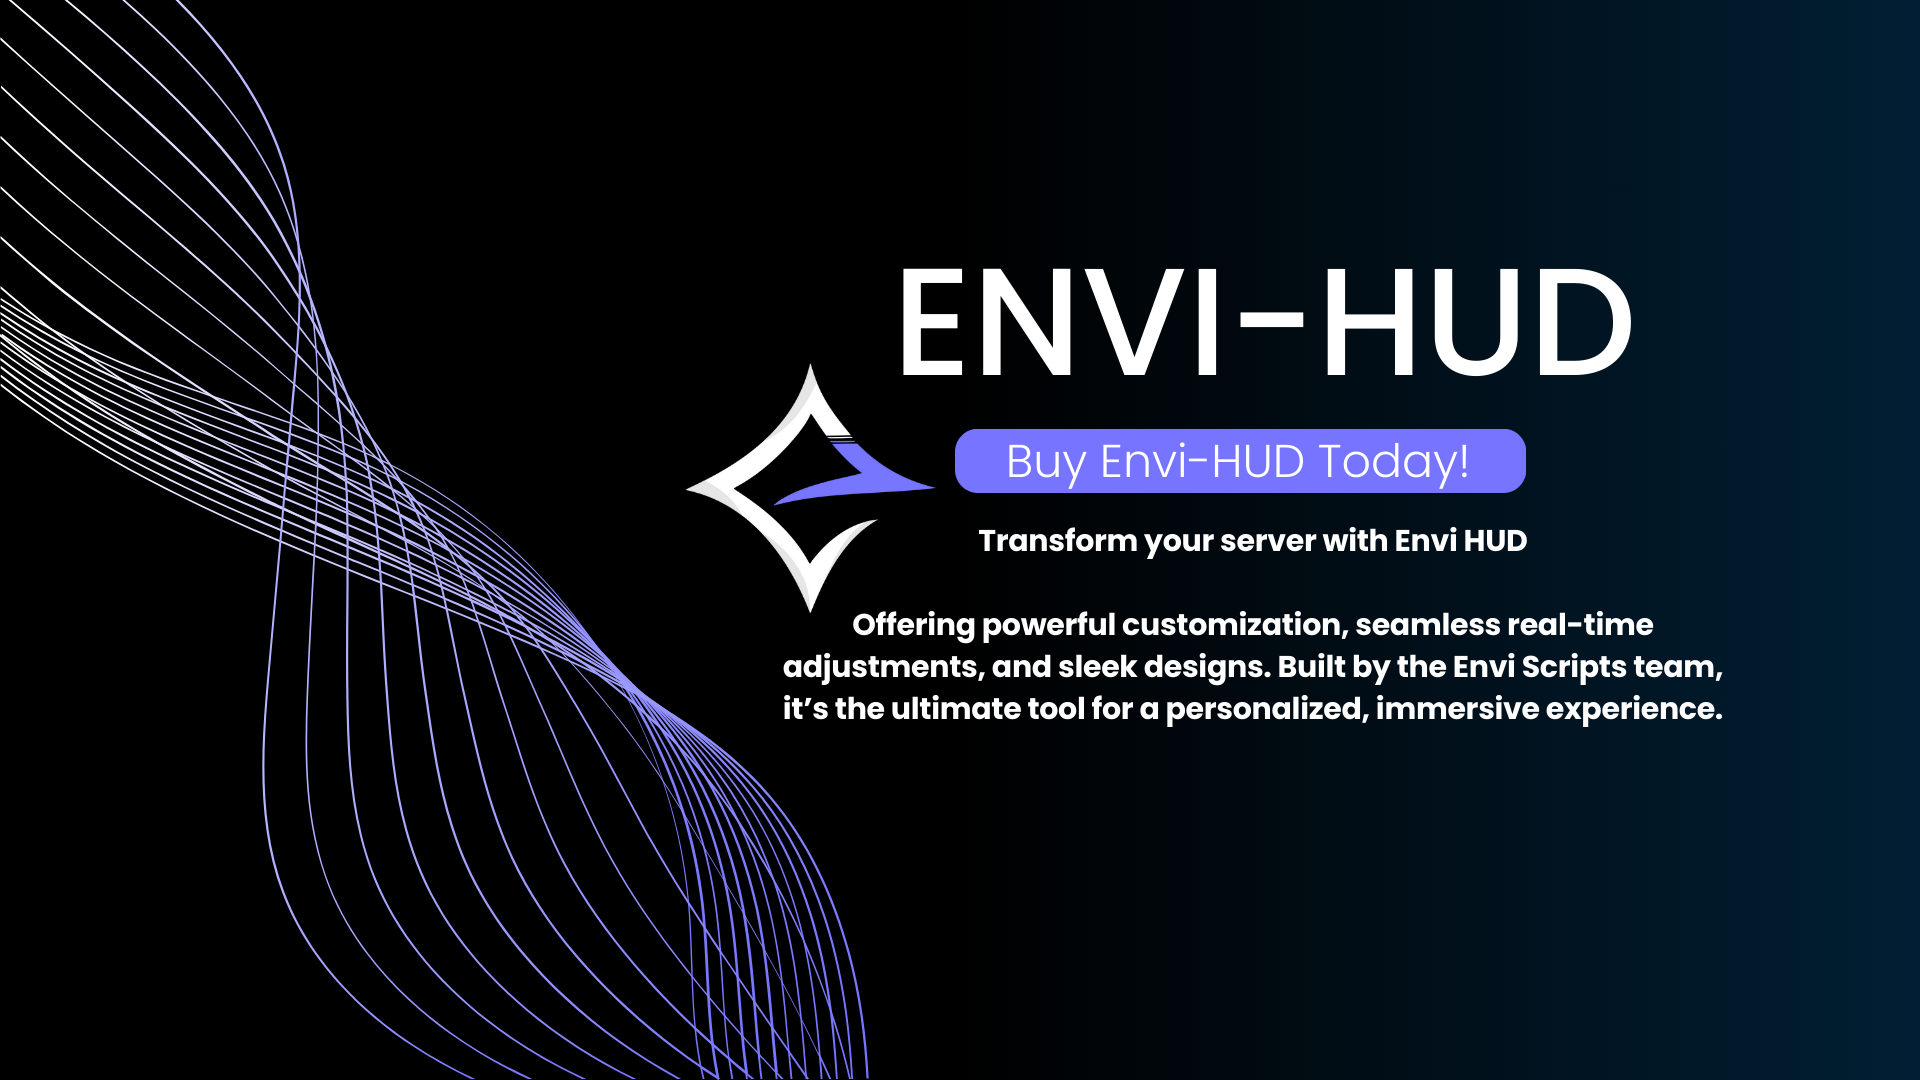 ENVI-HUD
Buy Envi-HUD Today!
Transform your server with Envi HUD
Offering powerful customization, seamless real-time
adjustments, and sleek designs. Built by the Envi Scripts team,
it’s the ultimate tool for a personalized, immersive experience.